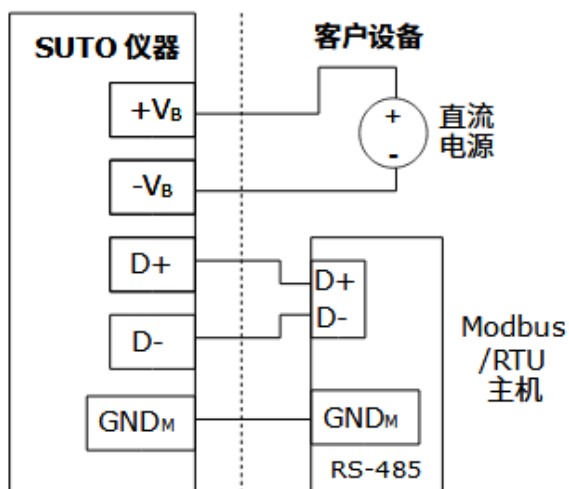 SUTO 仪器
客户设备
+VB
+
-
直流
电源
-VB
D+
D-
GNDM
D+
D-
GNDM
RS-485
Modbus
/RTU
主机